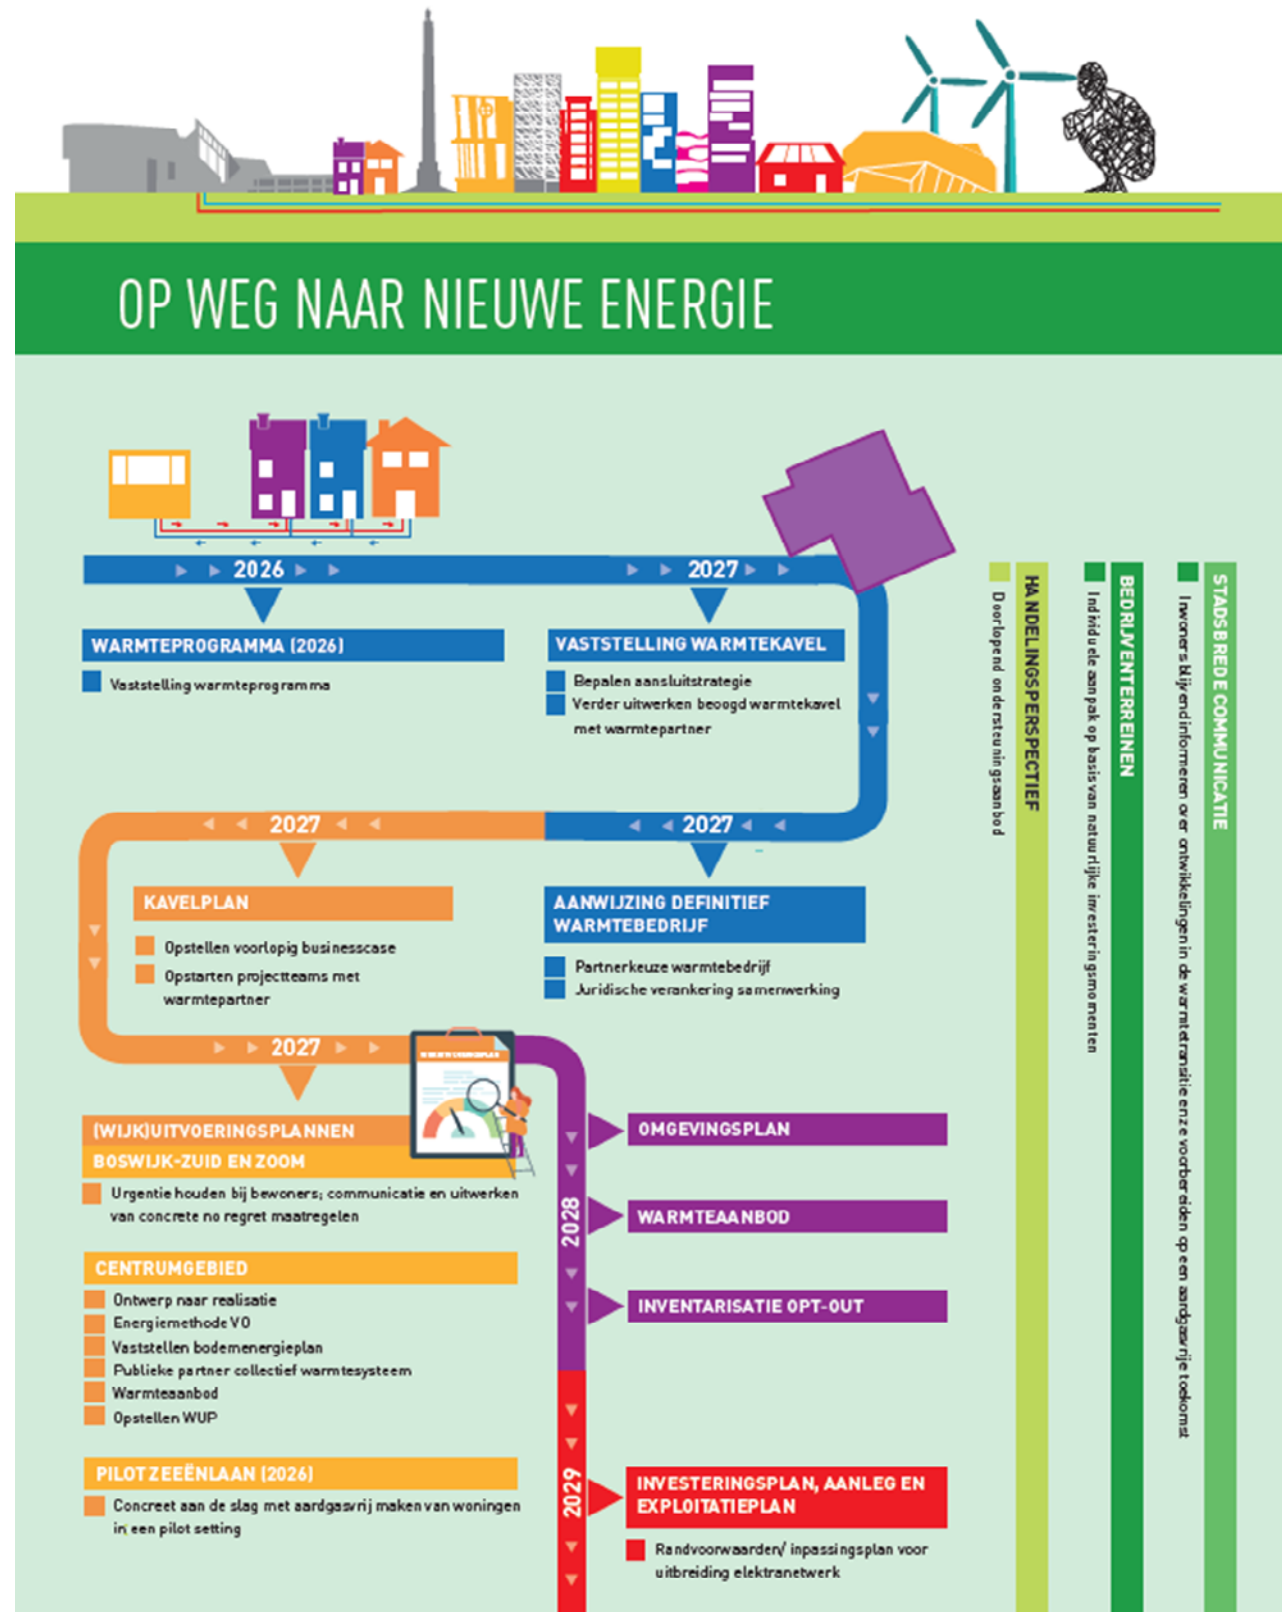 OP WEG NAAR NIEUWE ENERGIE
2026
2027
WARMTEPROGRAMMA (2026)
Vaststelling warmteprogramma
VASTSTELLING WARMTEKAVEL
Bepalen aansluitstrategie
Verder uitwerken beoogd warmtekavel
met warmtepartner
2027
AANWIJZING DEFINITIEF
WARMTEBEDRIJF
Partnerkeuze warmtebedrijf
Juridische verankering samenwerking
2027
KAVELPLAN
Opstellen voorlopig businesscase
Opstarten projectteams met
warmtepartner
2027
(WIJK)UITVOERINGSPLANNEN
BOSWIJK-ZUID EN ZOOM
Urgentie houden bij bewoners; communicatie en uitwerken
van concrete no regret maatregelen
CENTRUMGEBIED
Ontwerp naar realisatie
Energiemethode VO
Vaststellen bodemenergieplan
Publieke partner collectief warmtesysteem
Warmteaanbod
Opstellen WUP
PILOT ZEEËNLAAN (2026)
Concreet aan de slag met aardgasvrij maken van woningen
in een pilot setting
2028
OMGEVINGSPLAN
WARMTEAANBOD
INVENTARISATIE OPT-OUT
2029
INVESTERINGSPLAN, AANLEG EN
EXPLOITATIEPLAN
Randvoorwaarden/ inpassingsplan voor
uitbreiding elektranetwerk
HANDELINGSPERSPECTIEF
Doorlopend ondersteuningsaanbod
BEDRIJVENTERREINEN
Individuele aanpak op basis van natuurlijke investeringsmomenten
STADSBREDE COMMUNICATIE
Inwoners blijvend informeren over ontwikkelingen in de warmtetransitie en ze voorbereiden op een aardgasvrije toekomst